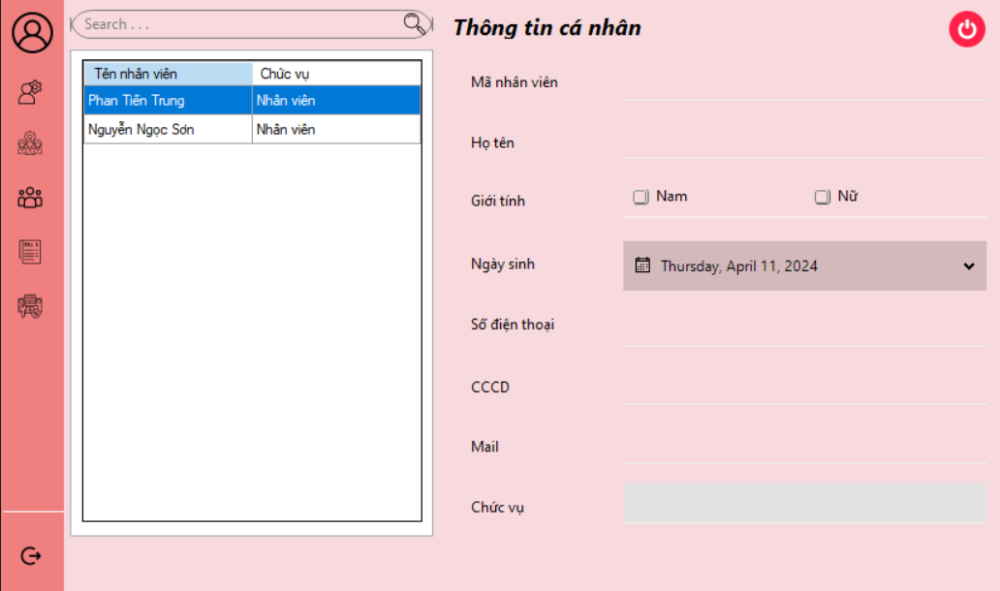 Search . . .
Thông tin cá nhân
Tên nhân viên Chức vụ
Phan Tiến Trung Nhân viên
Nguyễn Ngọc Sơn Nhân viên
Mã nhân viên
Họ tên
Giới tính Nam Nữ
Ngày sinh Thursday, April 11, 2024
Số điện thoại
CCCD
Mail
Chức vụ